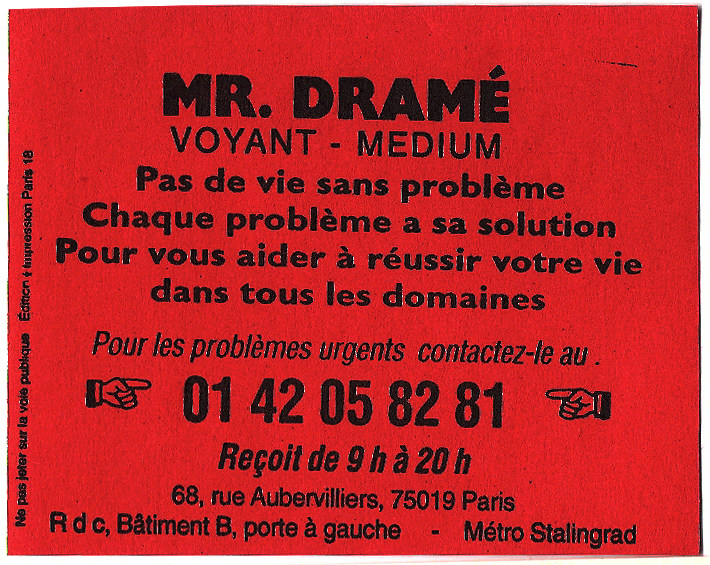 MR. DRAMÉ
VOYANT - MEDIUM
Pas de vie sans problème
Chaque problème a sa solution
Pour vous aider à réussir votre vie
dans tous les domaines
Pour les problèmes urgents contactez-le au .
01 42 05 82 81
Reçoit de 9 h à 20 h
68, rue Aubervilliers, 75019 Paris
R d c, Bâtiment B, porte à gauche - Métro Stalingrad
Ne pas jeter sur la voie publique Édition & Impression Paris 18